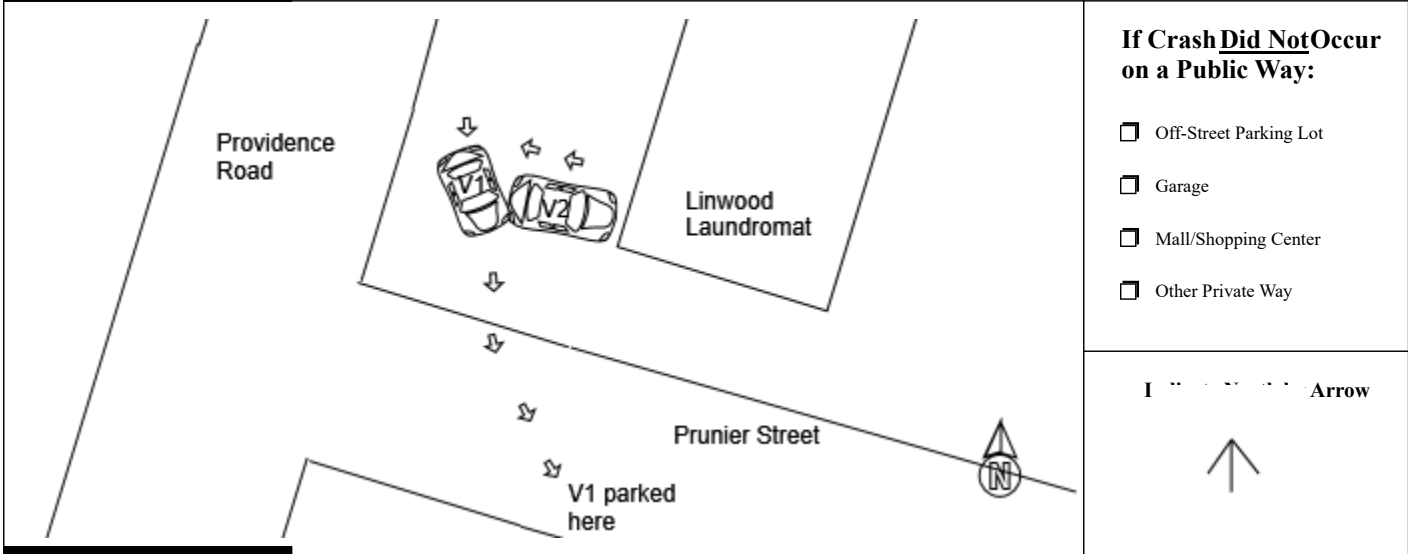 Providence
Road
V1
V2
Linwood
Laundromat
Prunier Street
V1 parked
here
N
If Crash Did Not Occur
on a Public Way:
Off-Street Parking Lot
Garage
Mall/Shopping Center
Other Private Way
Arrow